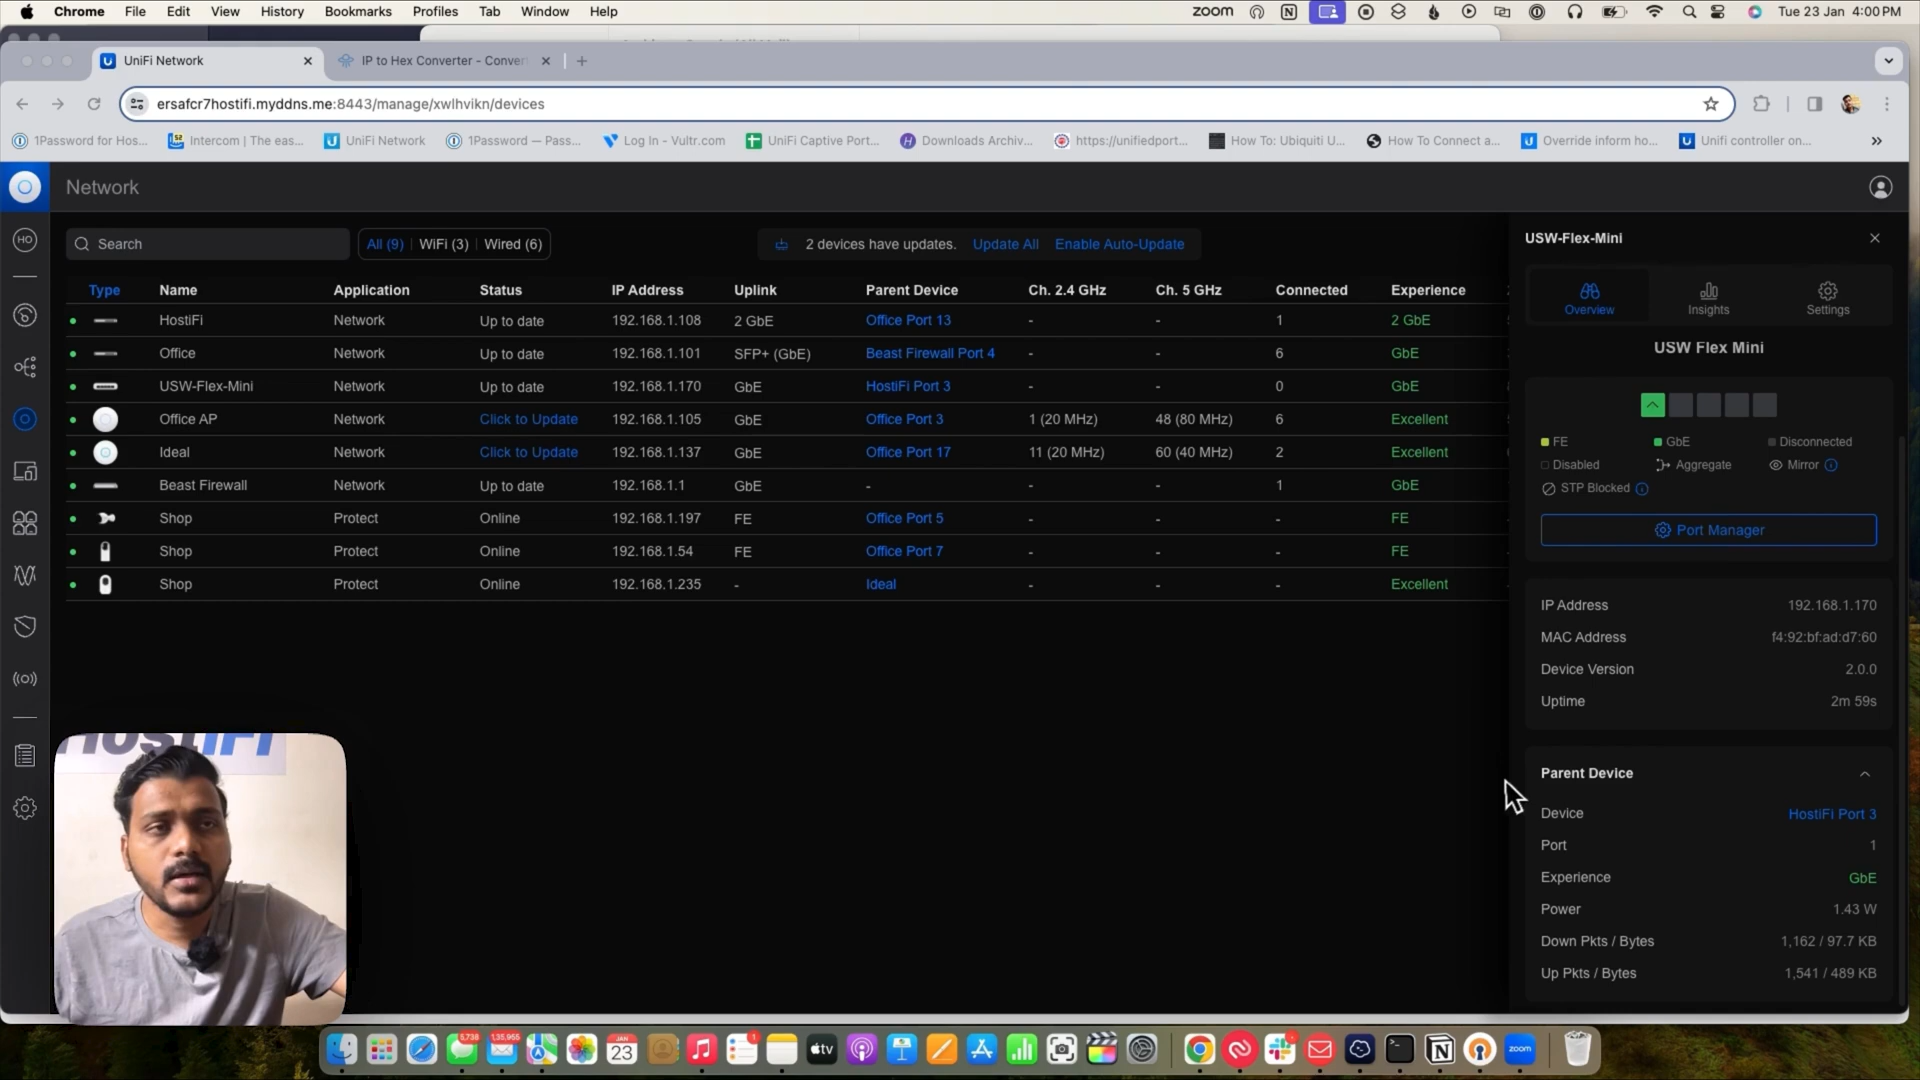 Chrome File Edit View History Bookmarks Profiles Tab Window Help
zoom Tue 23 Jan 4:00 PM
UniFi Network
IP to Hex Converter - Conver
ersafcr7hostifi.myddns.me:8443/manage/xwlhvikn/devices
1Password for Hos... Intercom | The eas... UniFi Network 1Password — Pass... Log In - Vultr.com UniFi Captive Port... Downloads Archiv... https://unifiedport... How To: Ubiquiti U... How To Connect a... Override inform ho... Unifi controller on...
Network
HO
Search
All (9) WiFi (3) Wired (6)
2 devices have updates. Update All Enable Auto-Update
Type Name Application Status IP Address Uplink Parent Device Ch. 2.4 GHz Ch. 5 GHz Connected Experience
HostiFi Network Up to date 192.168.1.108 2 GbE Office Port 13 - - 1 2 GbE
Office Network Up to date 192.168.1.101 SFP+ (GbE) Beast Firewall Port 4 - - 6 GbE
USW-Flex-Mini Network Up to date 192.168.1.170 GbE HostiFi Port 3 - - 0 GbE
Office AP Network Click to Update 192.168.1.105 GbE Office Port 3 1 (20 MHz) 48 (80 MHz) 6 Excellent
Ideal Network Click to Update 192.168.1.137 GbE Office Port 17 11 (20 MHz) 60 (40 MHz) 2 Excellent
Beast Firewall Network Up to date 192.168.1.1 GbE - - - 1 GbE
Shop Protect Online 192.168.1.197 FE Office Port 5 - - - FE
Shop Protect Online 192.168.1.54 FE Office Port 7 - - - FE
Shop Protect Online 192.168.1.235 - Ideal - - - Excellent
USW-Flex-Mini
Overview Insights Settings
USW Flex Mini
FE GbE Disconnected
Disabled Aggregate Mirror
STP Blocked
Port Manager
IP Address 192.168.1.170
MAC Address f4:92:bf:ad:d7:60
Device Version 2.0.0
Uptime 2m 59s
Parent Device
Device HostiFi Port 3
Port 1
Experience GbE
Power 1.43 W
Down Pkts / Bytes 1,162 / 97.7 KB
Up Pkts / Bytes 1,541 / 489 KB
HostiFi
5,738
1,35,955
JAN
23
1
tv
zoom